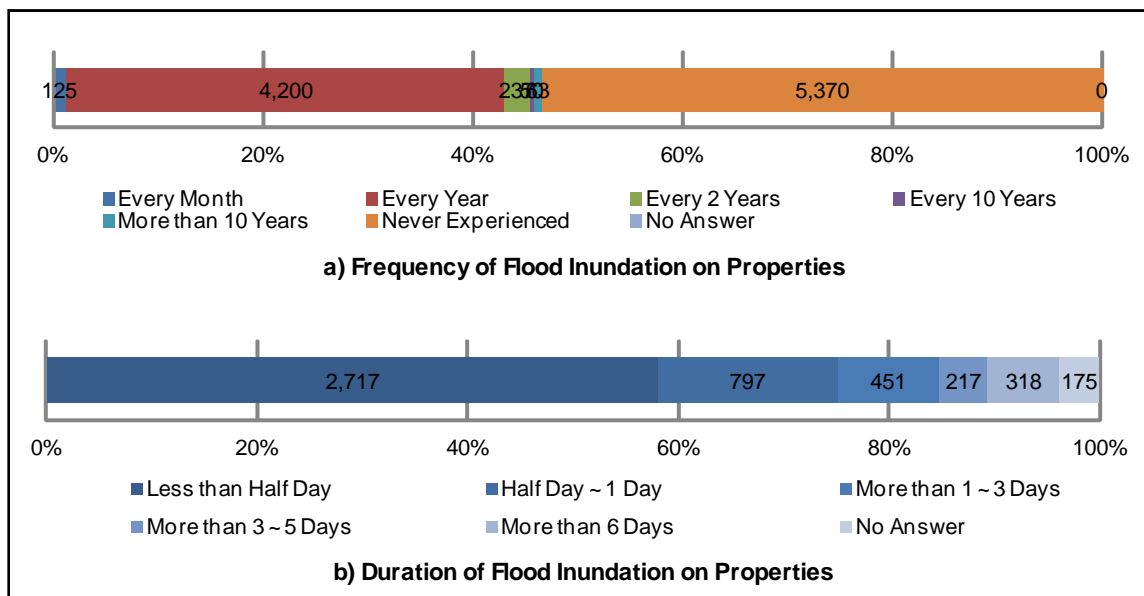 125 4,200 237 50 63 5,370 0
0% 20% 40% 60% 80% 100%
Every Month Every Year Every 2 Years Every 10 Years
More than 10 Years Never Experienced No Answer
a) Frequency of Flood Inundation on Properties
2,717 797 451 217 318 175
0% 20% 40% 60% 80% 100%
Less than Half Day Half Day ~ 1 Day More than 1 ~ 3 Days
More than 3 ~ 5 Days More than 6 Days No Answer
b) Duration of Flood Inundation on Properties